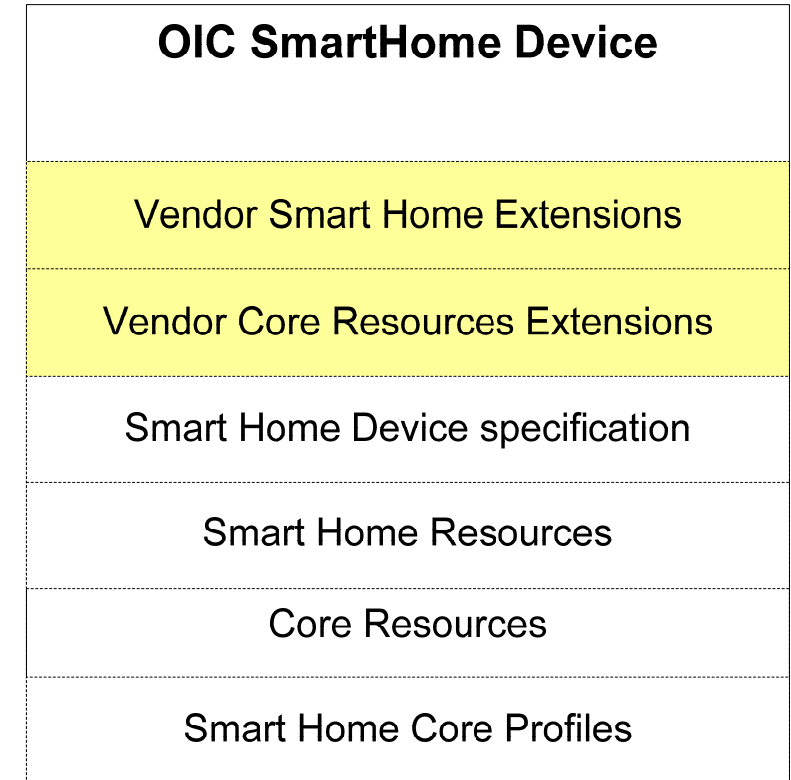 OIC SmartHome Device
Vendor Smart Home Extensions
Vendor Core Resources Extensions
Smart Home Device specification
Smart Home Resources
Core Resources
Smart Home Core Profiles